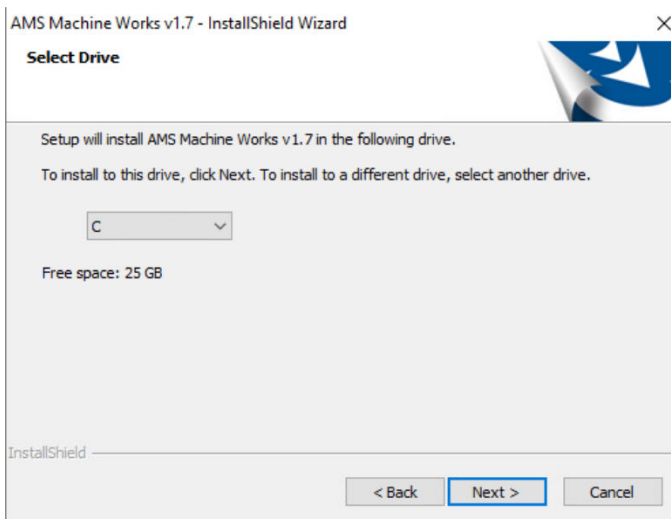 AMS Machine Works v1.7 - InstallShield Wizard
Select Drive
Setup will install AMS Machine Works v1.7 in the following drive.
To install to this drive, click Next. To install to a different drive, select another drive.
C
Free space: 25 GB
InstallShield
< Back
Next >
Cancel